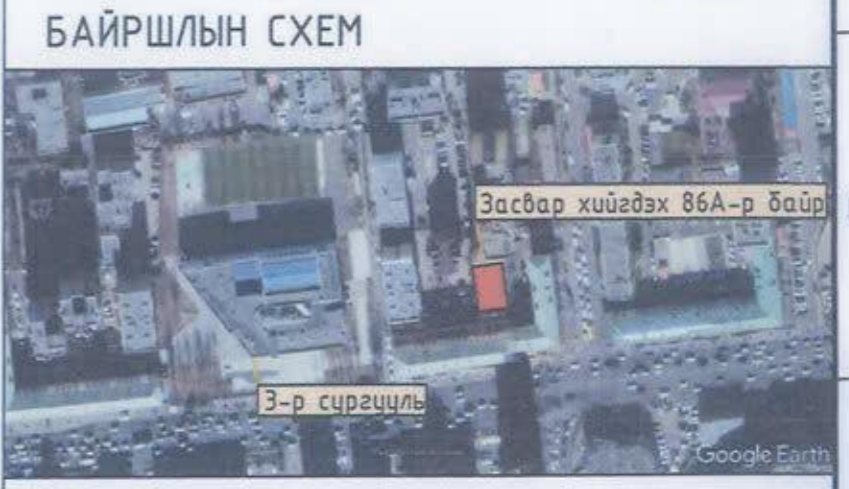 БАЙРШЛЫН СХЕМ
Засвар хийгдэх 86А-р байр
3-р сургууль
Google Earth